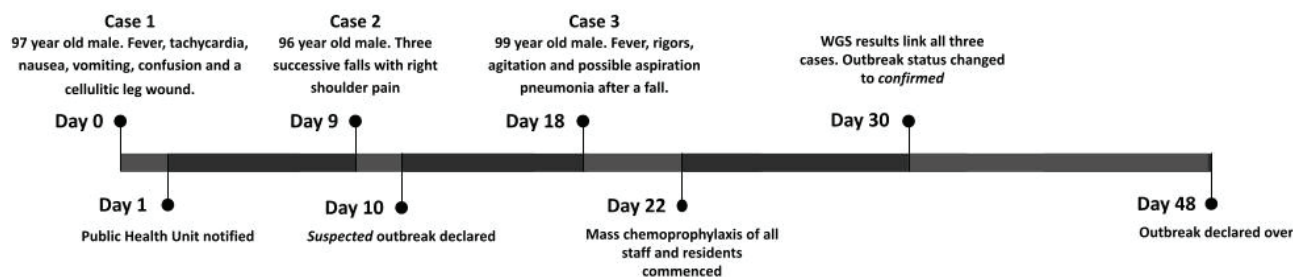 Case 1
97 year old male. Fever, tachycardia,
nausea, vomiting, confusion and a
cellulitic leg wound.
Day 0
Case 2
96 year old male. Three
successive falls with right
shoulder pain
Day 9
Case 3
99 year old male. Fever, rigors,
agitation and possible aspiration
pneumonia after a fall.
Day 18
WGS results link all three
cases. Outbreak status changed
to confirmed
Day 30
Day 1
Public Health Unit notified
Day 10
Suspected outbreak declared
Day 22
Mass chemoprophylaxis of all
staff and residents
commenced
Day 48
Outbreak declared over